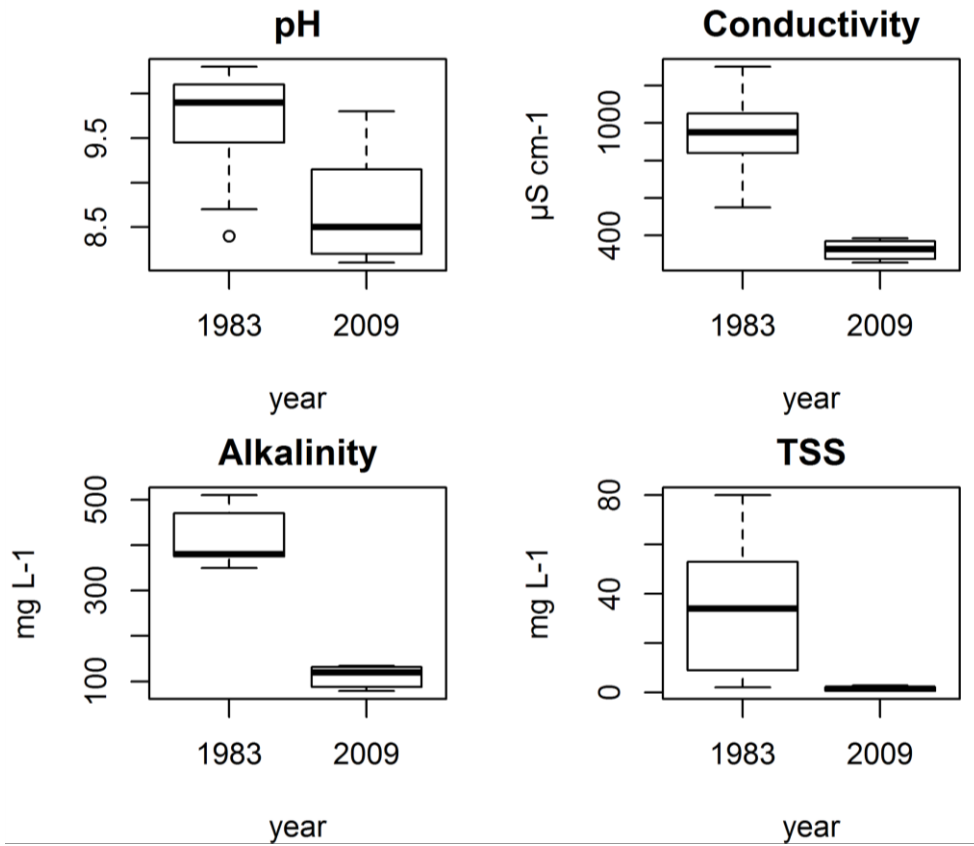 pH
9.5
8.5
1983 2009
year
Conductivity
µS cm-1
1000
400
1983 2009
year
Alkalinity
mg L-1
500
300
100
1983 2009
year
TSS
mg L-1
80
40
0
1983 2009
year